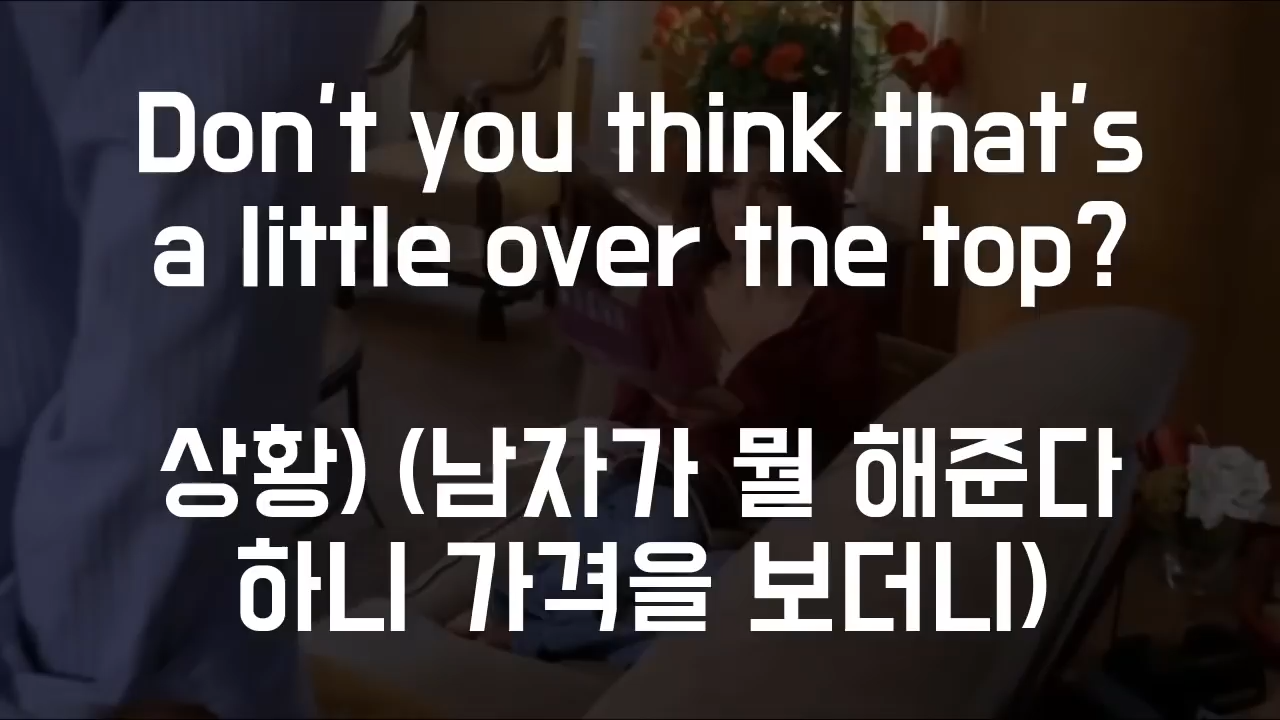 Don't you think that's
a little over the top?
상황) (남자가 뭘 해준다
하니 가격을 보더니)